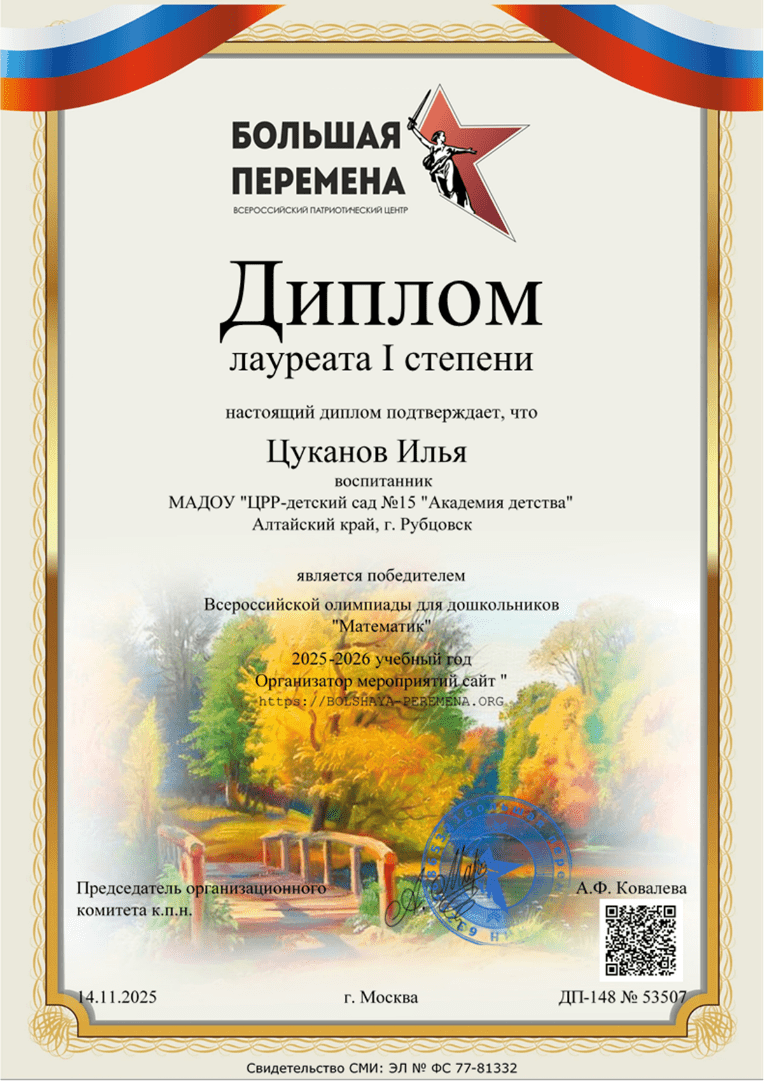 БОЛЬШАЯ
ПЕРЕМЕНА
ВСЕРОССИЙСКИЙ ПАТРИОТИЧЕСКИЙ ЦЕНТР
Диплом
лауреата I степени
настоящий диплом подтверждает, что
Цуканов Илья
воспитанник
МАДОУ "ЦРР-детский сад №15 "Академия детства"
Алтайский край, г. Рубцовск
является победителем
Всероссийской олимпиады для дошкольников
"Математик"
2025-2026 учебный год
Организатор мероприятий сайт "
https://BOLSHAYA-PEREMENA.ORG
Председатель организационного
комитета к.п.н.
А.Ф. Ковалева
14.11.2025 г. Москва ДП-148 № 53507
Свидетельство СМИ: ЭЛ № ФС 77-81332